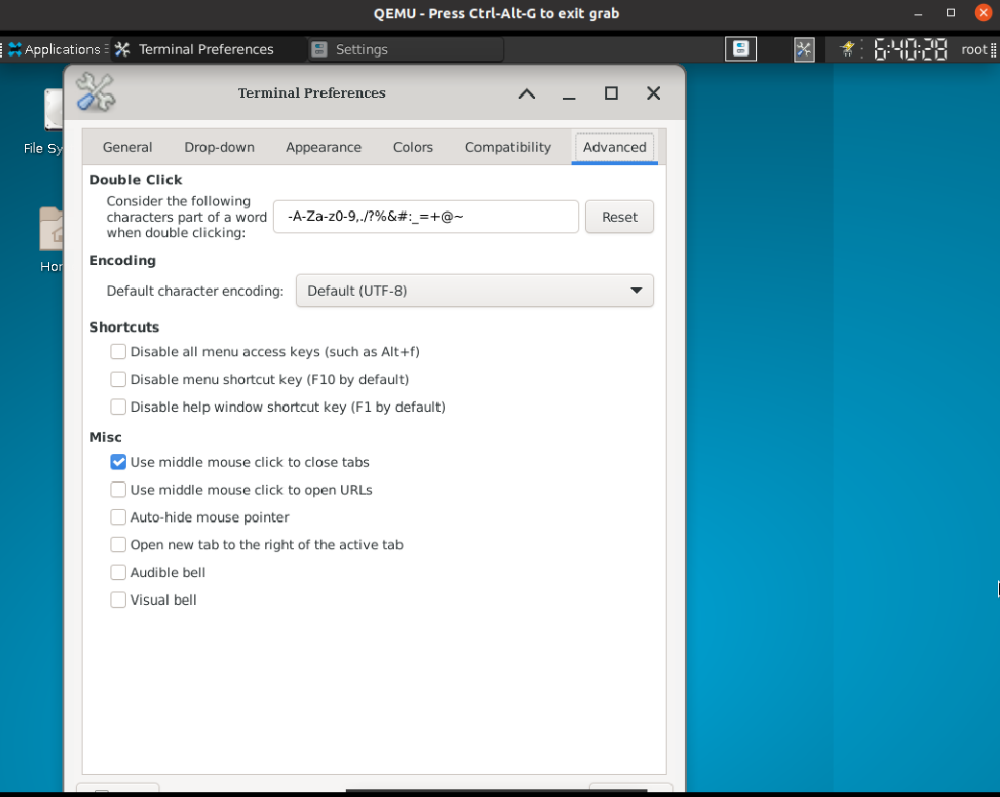 QEMU - Press Ctrl-Alt-G to exit grab
Applications
Terminal Preferences
Settings
6:40:28
root
File Sy
Hor
Terminal Preferences
General
Drop-down
Appearance
Colors
Compatibility
Advanced
Double Click
Consider the following
characters part of a word
when double clicking:
-A-Za-z0-9,./?%&#:_=+@~
Reset
Encoding
Default character encoding:
Default (UTF-8)
Shortcuts
Disable all menu access keys (such as Alt+f)
Disable menu shortcut key (F10 by default)
Disable help window shortcut key (F1 by default)
Misc
Use middle mouse click to close tabs
Use middle mouse click to open URLs
Auto-hide mouse pointer
Open new tab to the right of the active tab
Audible bell
Visual bell